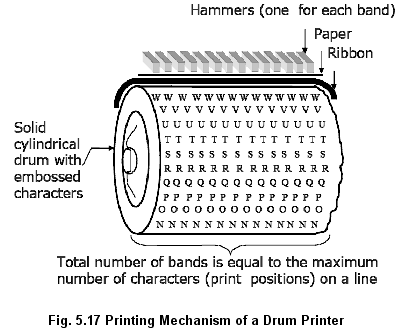 Hammers (one for each band)
Paper
Ribbon
Solid
cylindrical
drum with
embossed
characters
W W W W W W W W W W W W W
V V V V V V V V V V V V V
U U U U U U U U U U U U U
T T T T T T T T T T T T T
S S S S S S S S S S S S S
R R R R R R R R R R R R R
Q Q Q Q Q Q Q Q Q Q Q Q Q
P P P P P P P P P P P P P
O O O O O O O O O O O O O
N N N N N N N N N N N N N
Total number of bands is equal to the maximum
number of characters (print positions) on a line
Fig. 5.17 Printing Mechanism of a Drum Printer